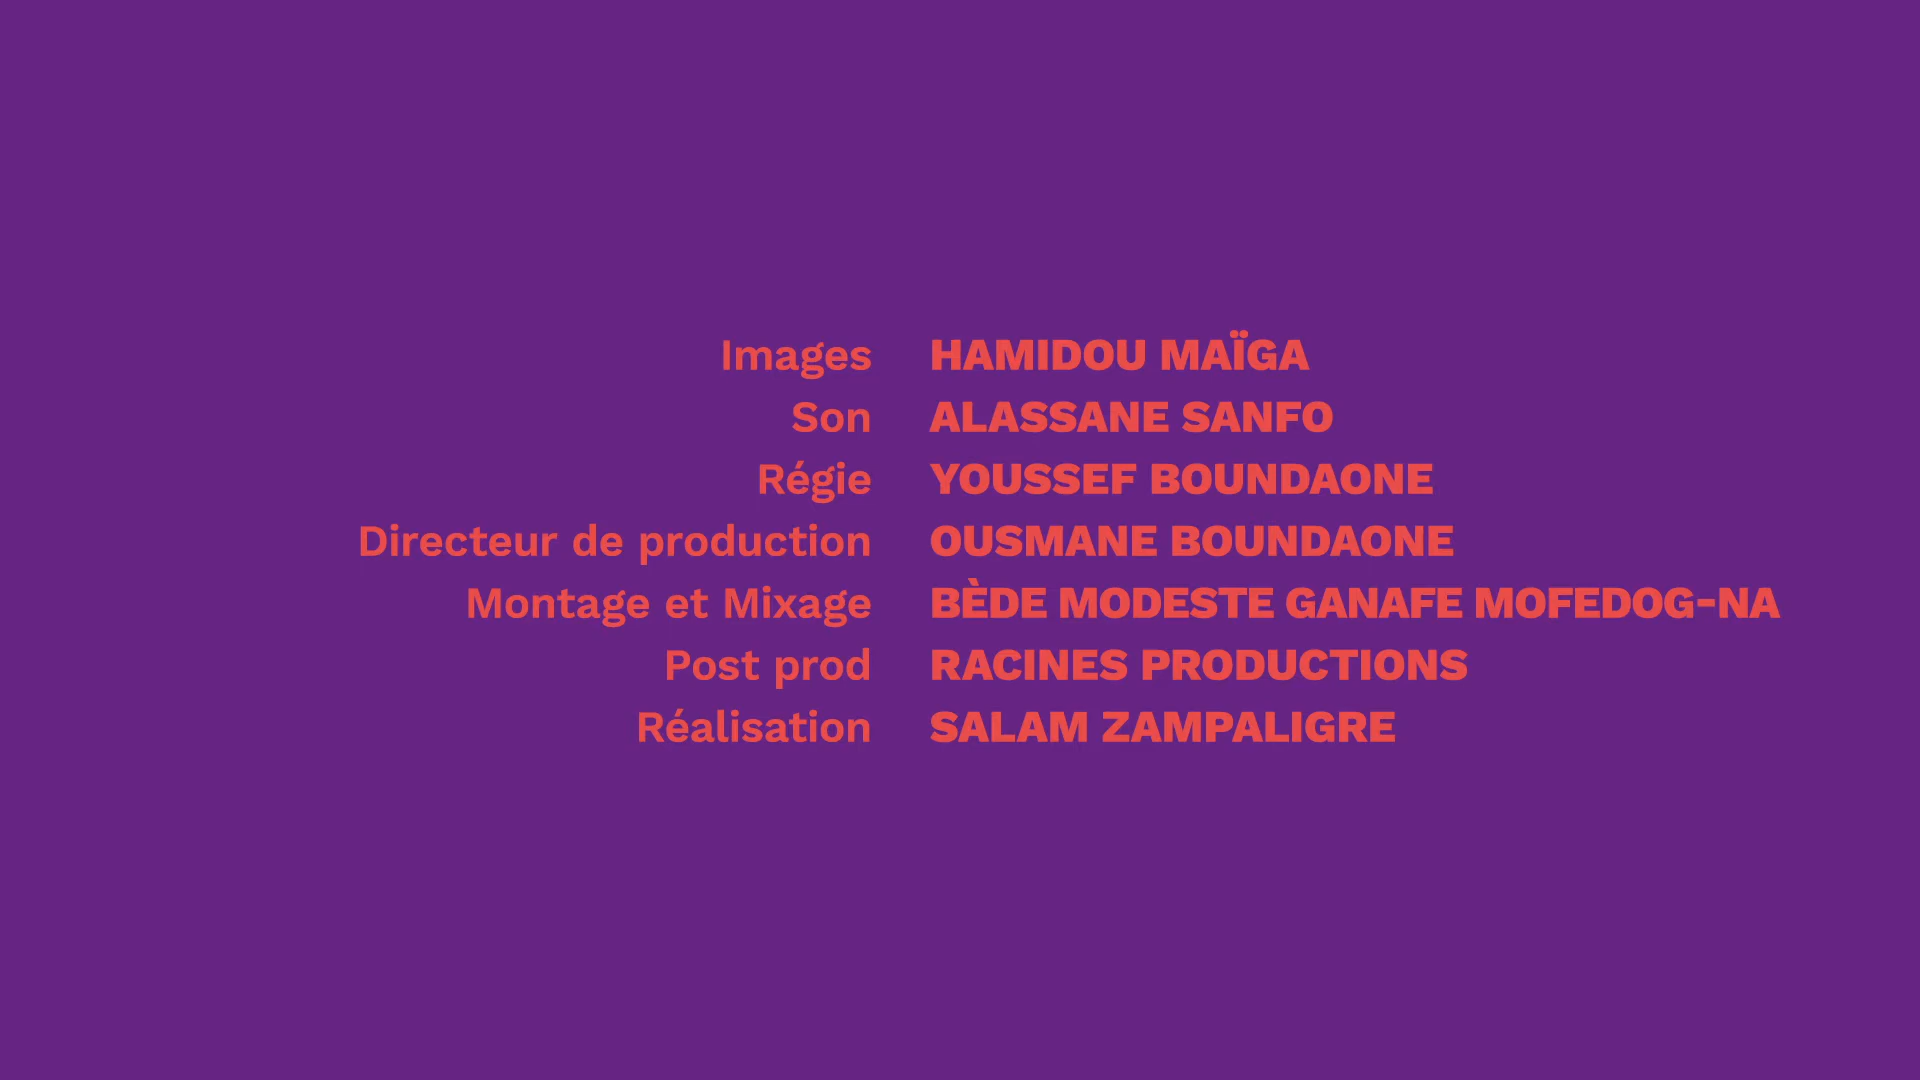 Images HAMIDOU MAÏGA
Son ALASSANE SANFO
Régie YOUSSEF BOUNDAONE
Directeur de production OUSMANE BOUNDAONE
Montage et Mixage BÈDE MODESTE GANAFE MOFEDOG-NA
Post prod RACINES PRODUCTIONS
Réalisation SALAM ZAMPALIGRE